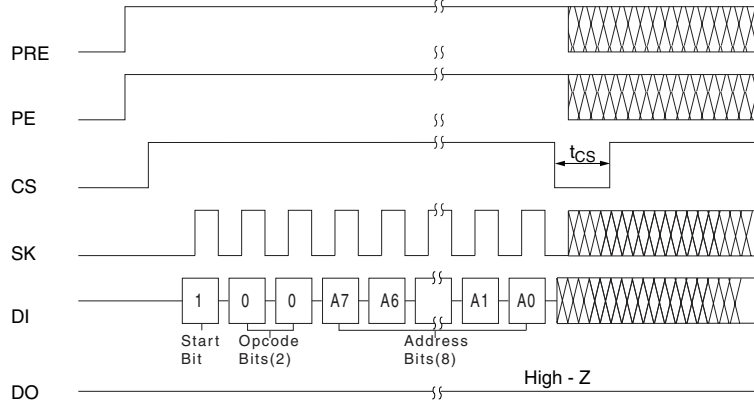 PRE
PE
CS
tCS
SK
DI
1 0 0 A7 A6 A1 A0
Start Bit
Opcode Bits(2)
Address Bits(8)
DO
High - Z